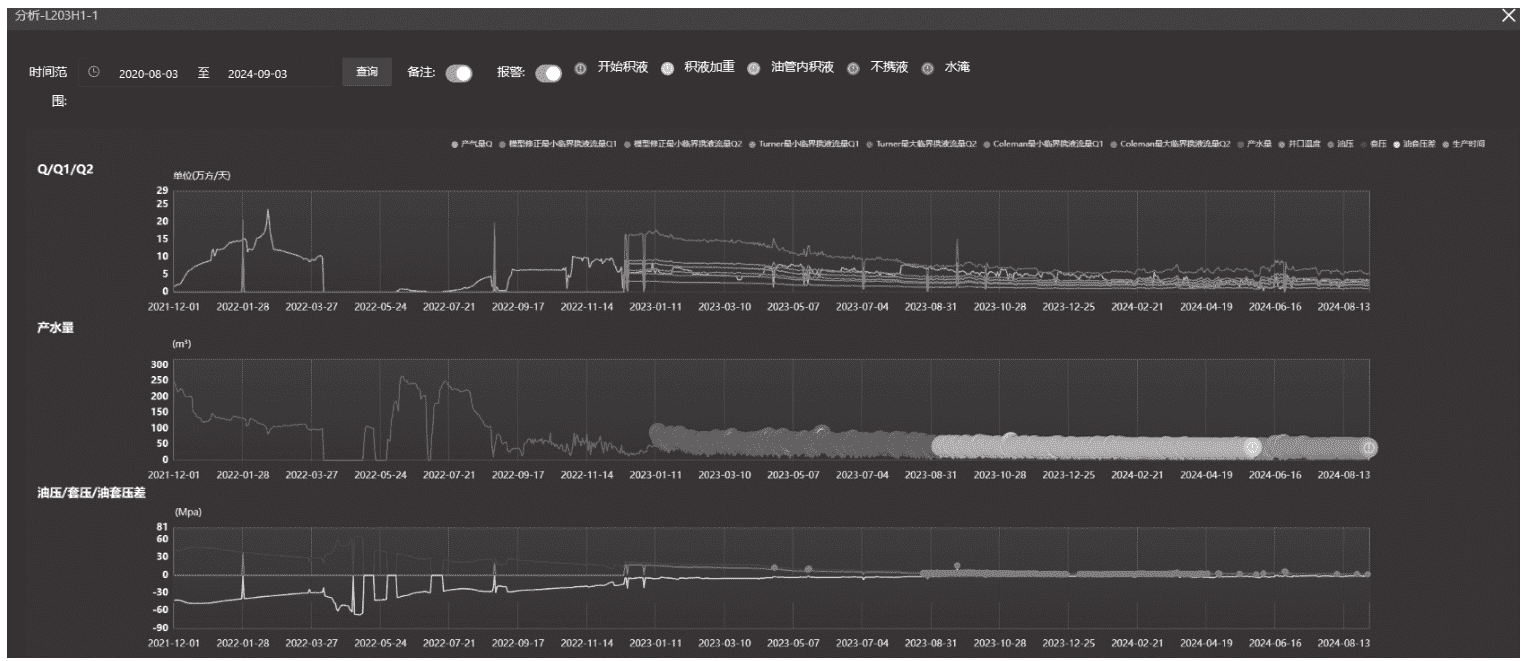 分析-L203H1-1
时间范围: 2020-08-03 至 2024-09-03 查询 备注: 报警: 开始积液 积液加重 油管内积液 不携液 水淹
产气量Q 模型修正最小临界携液流量Q1 模型修正最小临界携液流量Q2 Turner最小临界携液流量Q1 Turner最大临界携液流量Q2 Coleman最小临界携液流量Q1 Coleman最大临界携液流量Q2 产水量 井口温度 油压 套压 油套压差 生产时间
Q/Q1/Q2
单位(万方/天)
29
25
20
15
10
5
0
2021-12-01 2022-01-28 2022-03-27 2022-05-24 2022-07-21 2022-09-17 2022-11-14 2023-01-11 2023-03-10 2023-05-07 2023-07-04 2023-08-31 2023-10-28 2023-12-25 2024-02-21 2024-04-19 2024-06-16 2024-08-13
产水量
(m³)
300
250
200
150
100
50
0
2021-12-01 2022-01-28 2022-03-27 2022-05-24 2022-07-21 2022-09-17 2022-11-14 2023-01-11 2023-03-10 2023-05-07 2023-07-04 2023-08-31 2023-10-28 2023-12-25 2024-02-21 2024-04-19 2024-06-16 2024-08-13
油压/套压/油套压差
(Mpa)
81
60
30
0
-30
-60
-90
2021-12-01 2022-01-28 2022-03-27 2022-05-24 2022-07-21 2022-09-17 2022-11-14 2023-01-11 2023-03-10 2023-05-07 2023-07-04 2023-08-31 2023-10-28 2023-12-25 2024-02-21 2024-04-19 2024-06-16 2024-08-13